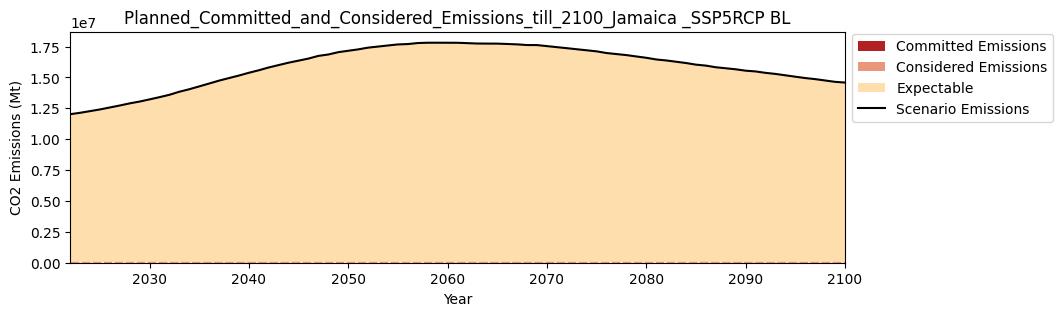 Planned_Committed_and_Considered_Emissions_till_2100_Jamaica _SSP5RCP BL
1e7
1.75
1.50
1.25
1.00
0.75
0.50
0.25
0.00
CO2 Emissions (Mt)
2030 2040 2050 2060 2070 2080 2090 2100
Year
Committed Emissions
Considered Emissions
Expectable
Scenario Emissions